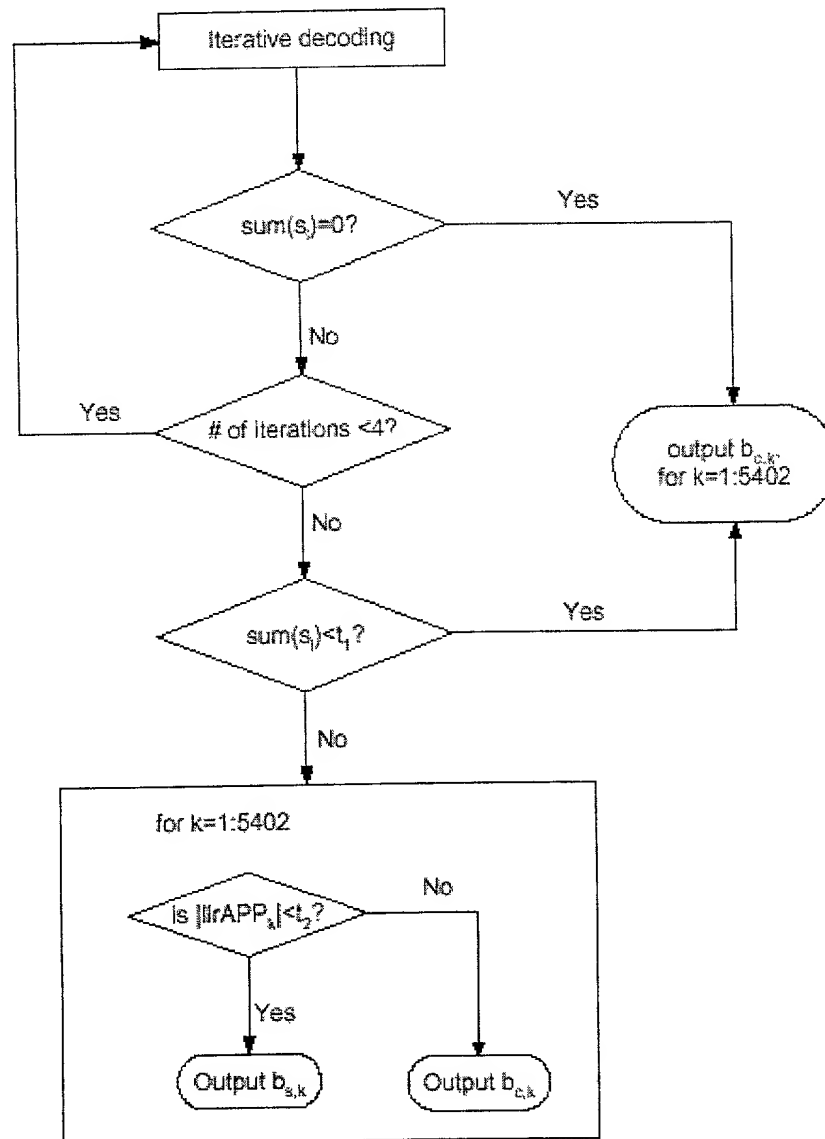 Iterative decoding
sum(s_i)=0?
Yes
No
Yes
# of iterations <4?
output b_c,k,
for k=1:5402
No
sum(s_i)<t_1?
Yes
No
for k=1:5402
is |llrAPP_k|<t_2?
No
Yes
Output b_s,k
Output b_c,k